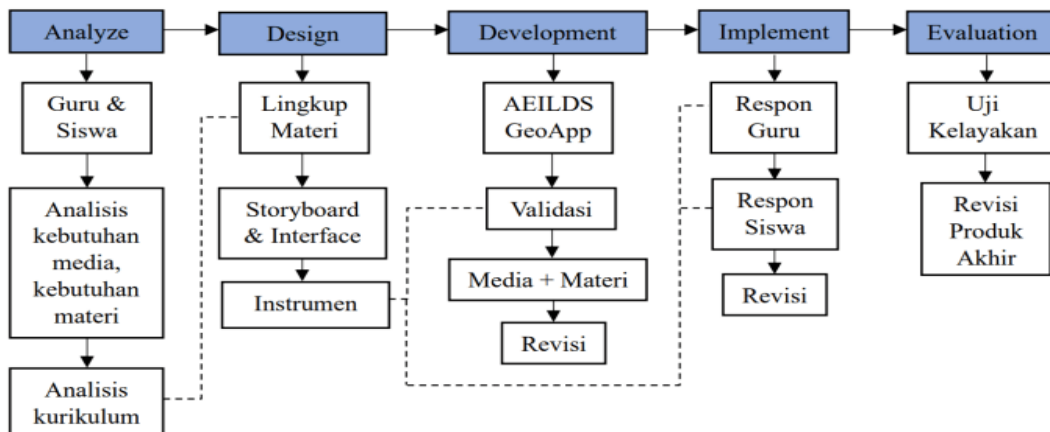 Analyze
Design
Development
Implement
Evaluation
Guru &
Siswa
Analisis
kebutuhan
media,
kebutuhan
materi
Analisis
kurikulum
Lingkup
Materi
Storyboard
& Interface
Instrumen
AEILDS
GeoApp
Validasi
Media + Materi
Revisi
Respon
Guru
Respon
Siswa
Revisi
Uji
Kelayakan
Revisi
Produk
Akhir